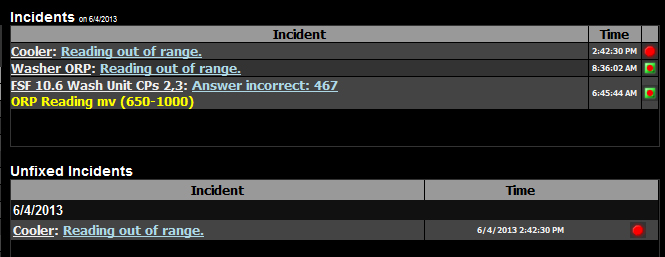 Incidents on 6/4/2013
Incident Time
Cooler: Reading out of range. 2:42:30 PM
Washer ORP: Reading out of range. 8:36:02 AM
FSF 10.6 Wash Unit CPs 2,3: Answer incorrect: 467 6:45:44 AM
ORP Reading mv (650-1000)
Unfixed Incidents
Incident Time
6/4/2013
Cooler: Reading out of range. 6/4/2013 2:42:30 PM